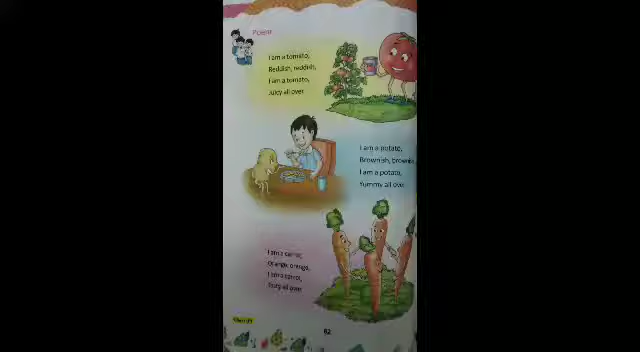 Poem
I am a tomato,
Reddish, reddish,
I am a tomato,
Juicy all over.
I am a potato,
Brownish, brownish,
I am a potato,
Yummy all over.
I am a carrot,
Orange, orange,
I am a carrot,
Tasty all over.
82